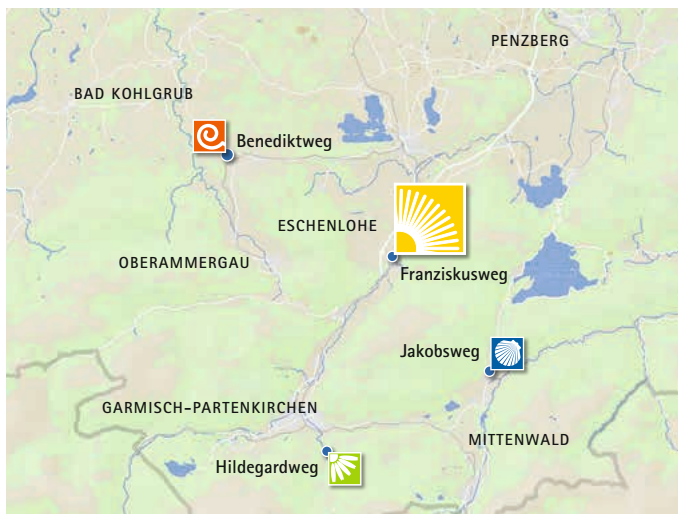 PENZBERG
BAD KOHLGRUB
Benediktweg
ESCHENLOHE
OBERAMMERGAU
Franziskusweg
Jakobsweg
GARMISCH-PARTENKIRCHEN
MITTENWALD
Hildegardweg